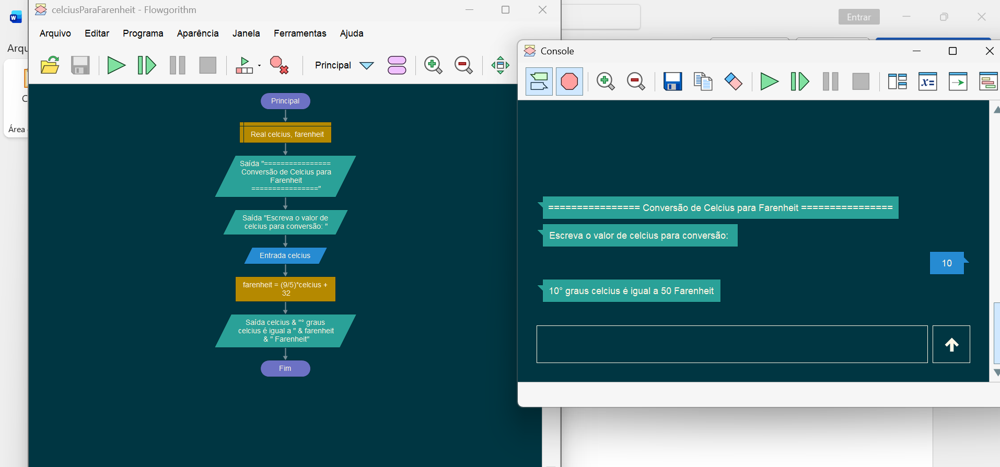 celciusParaFarenheit - Flowgorithm
Arquivo Editar Programa Aparência Janela Ferramentas Ajuda
Principal
Principal
Real celcius, farenheit
Saída "================
Conversão de Celcius para
Farenheit
================"
Saída "Escreva o valor de
celcius para conversão: "
Entrada celcius
farenheit = (9/5)*celcius +
32
Saída celcius & "° graus
celcius é igual a " & farenheit
& " Farenheit"
Fim
W
Arqu
C
Área
Entrar
Console
x=
================ Conversão de Celcius para Farenheit ================
Escreva o valor de celcius para conversão:
10
10° graus celcius é igual a 50 Farenheit